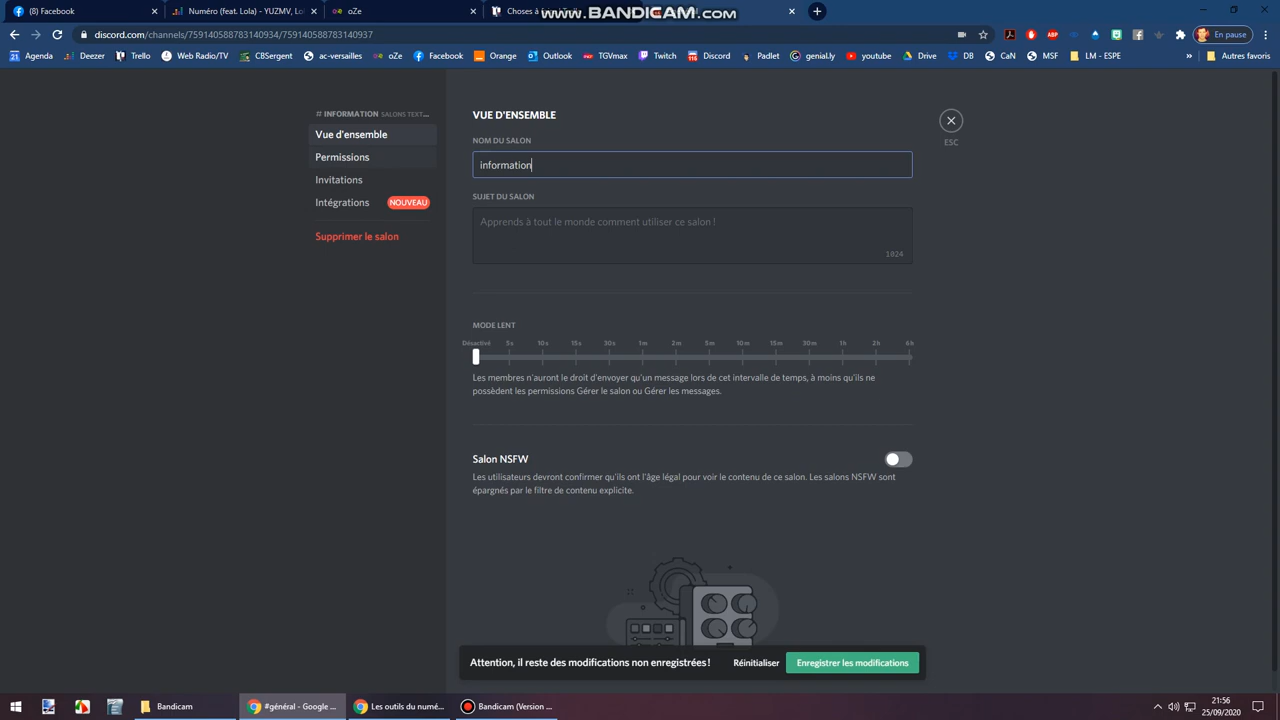 (8) Facebook
Numéro (feat. Lola) - YUZMV, Lo
oZe
Choses à
WWW.BANDICAM.COM
discord.com/channels/759140588783140934/759140588783140937
En pause
Agenda
Deezer
Trello
Web Radio/TV
CBSergent
ac-versailles
oZe
Facebook
Orange
Outlook
TGVmax
Twitch
Discord
Padlet
genial.ly
youtube
Drive
DB
CaN
MSF
LM - ESPE
»
Autres favoris
# INFORMATION SALONS TEXT...
Vue d'ensemble
Permissions
Invitations
Intégrations NOUVEAU
Supprimer le salon
VUE D'ENSEMBLE
NOM DU SALON
information
SUJET DU SALON
Apprends à tout le monde comment utiliser ce salon !
1024
ESC
MODE LENT
Désactivé 5s 10s 15s 30s 1m 2m 5m 10m 15m 30m 1h 2h 6h
Les membres n'auront le droit d'envoyer qu'un message lors de cet intervalle de temps, à moins qu'ils ne
possèdent les permissions Gérer le salon ou Gérer les messages.
Salon NSFW
Les utilisateurs devront confirmer qu'ils ont l'âge légal pour voir le contenu de ce salon. Les salons NSFW sont
épargnés par le filtre de contenu explicite.
Attention, il reste des modifications non enregistrées !
Réinitialiser
Enregistrer les modifications
Bandicam
#général - Google ...
Les outils du numé...
Bandicam (Version ...
21:56
25/09/2020